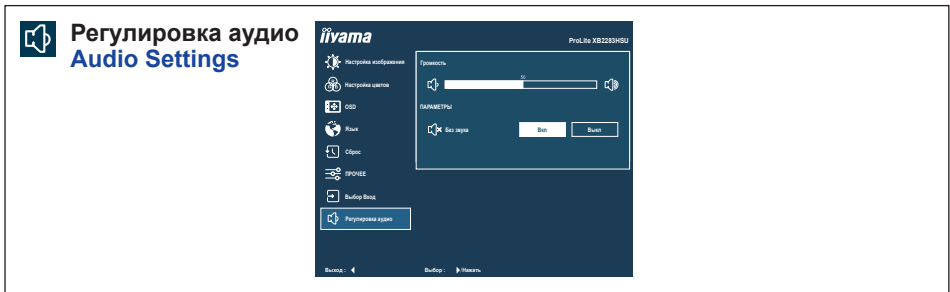 Регулировка аудио
Audio Settings
iiyama
ProLite XB2283HSU
Настройка изображения
Настройка цветов
OSD
Язык
Сброс
ПРОЧЕЕ
Выбор Вход
Регулировка аудио
Громкость
50
ПАРАМЕТРЫ
Без звука
Вкл
Выкл
Выход :
Выбор : /Нажать